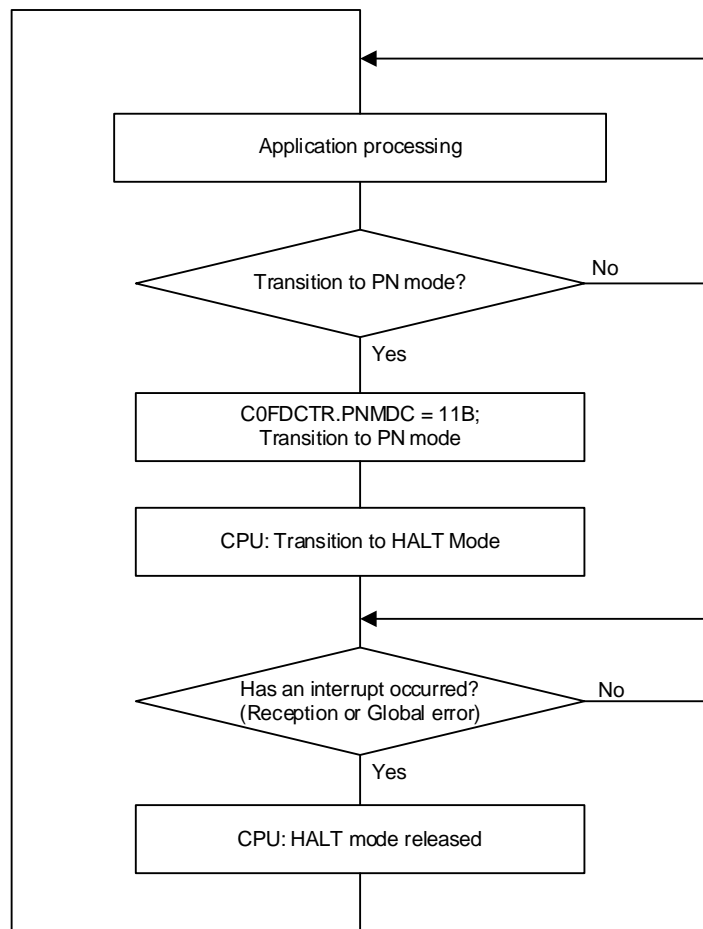 Application processing
Transition to PN mode?
No
Yes
C0FDCTR.PNMDC = 11B;
Transition to PN mode
CPU: Transition to HALT Mode
Has an interrupt occurred?
(Reception or Global error)
No
Yes
CPU: HALT mode released